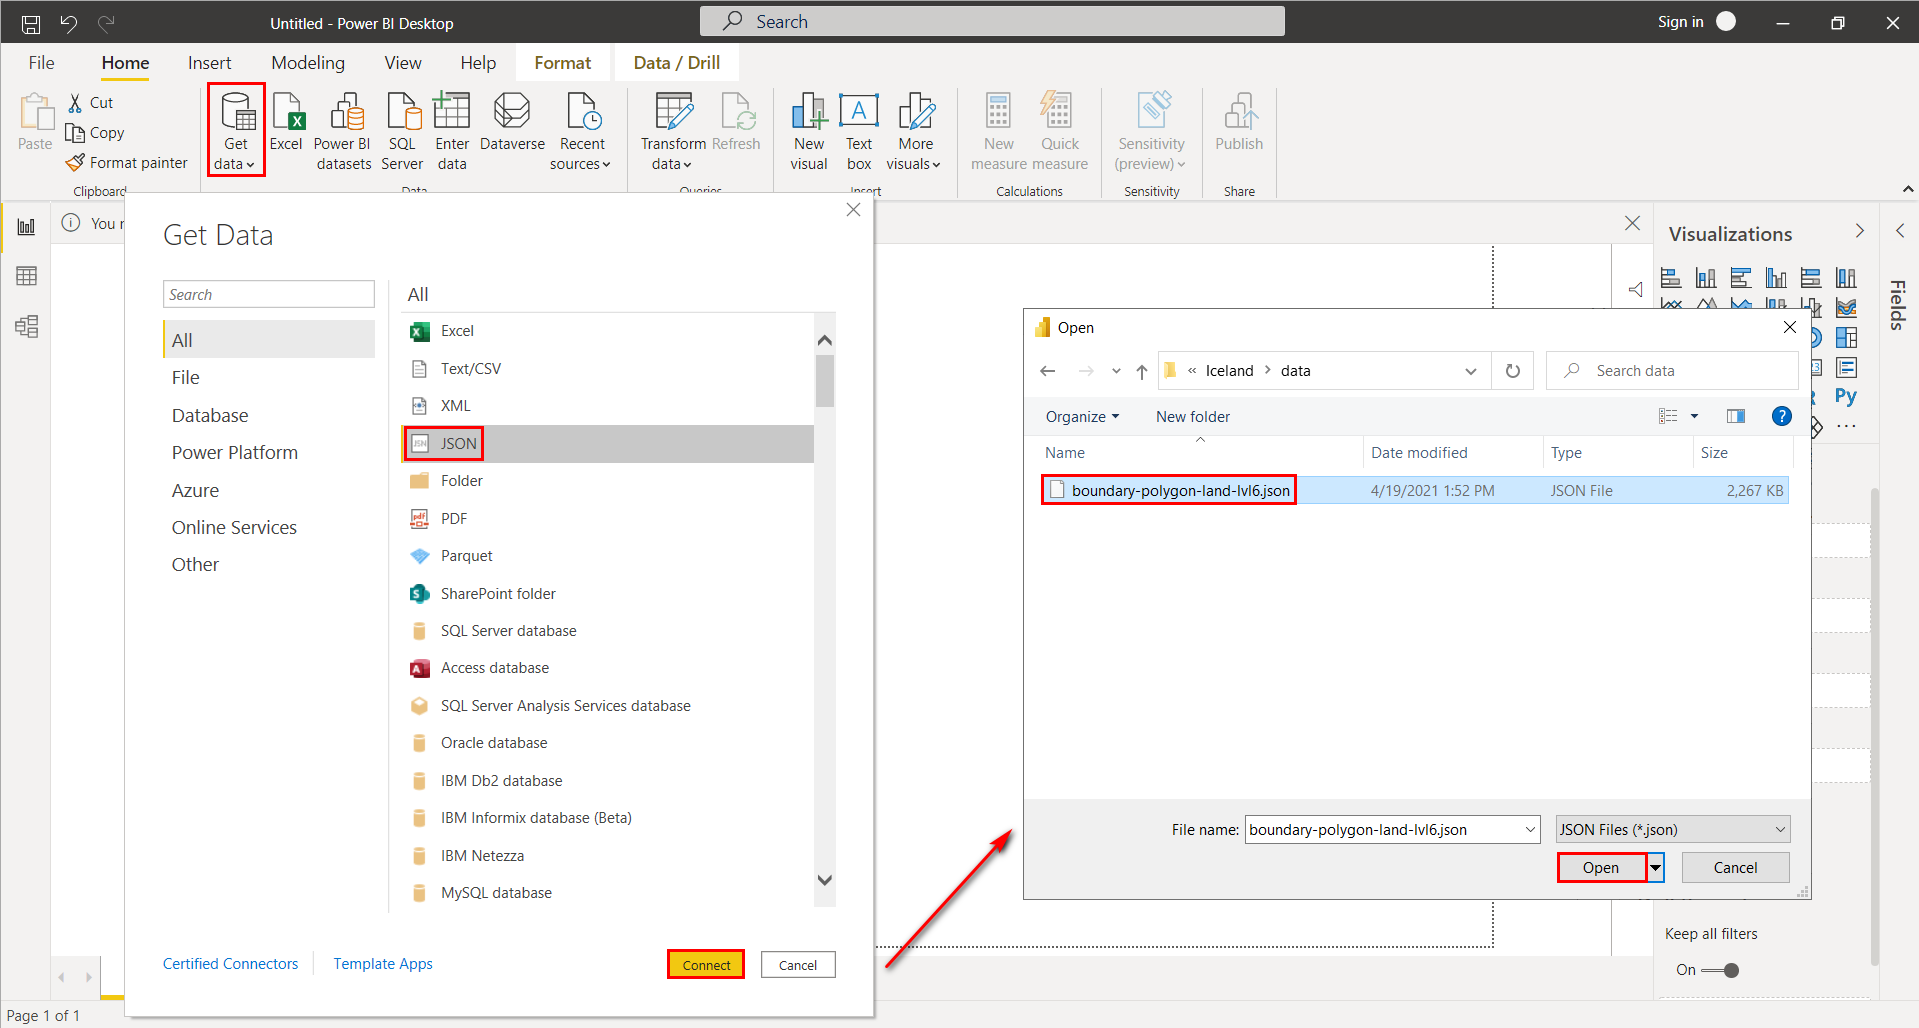 Untitled - Power BI Desktop
Search
Sign in
File
Home
Insert
Modeling
View
Help
Format
Data / Drill
Paste
Cut
Copy
Format painter
Clipboard
Get
data
Excel
Power BI
datasets
SQL
Server
Enter
data
Dataverse
Recent
sources
Data
Transform
data
Refresh
Queries
New
visual
Text
box
More
visuals
Insert
New
measure
Quick
measure
Calculations
Sensitivity
(preview)
Sensitivity
Publish
Share
You
Get Data
Search
All
File
Database
Power Platform
Azure
Online Services
Other
All
Excel
Text/CSV
XML
JSON
Folder
PDF
Parquet
SharePoint folder
SQL Server database
Access database
SQL Server Analysis Services database
Oracle database
IBM Db2 database
IBM Informix database (Beta)
IBM Netezza
MySQL database
Certified Connectors
Template Apps
Connect
Cancel
Open
« Iceland > data
Search data
Organize
New folder
Name
Date modified
Type
Size
boundary-polygon-land-lvl6.json
4/19/2021 1:52 PM
JSON File
2,267 KB
File name:
boundary-polygon-land-lvl6.json
JSON Files (*.json)
Open
Cancel
Visualizations
Py
...
Fields
Keep all filters
On
Page 1 of 1